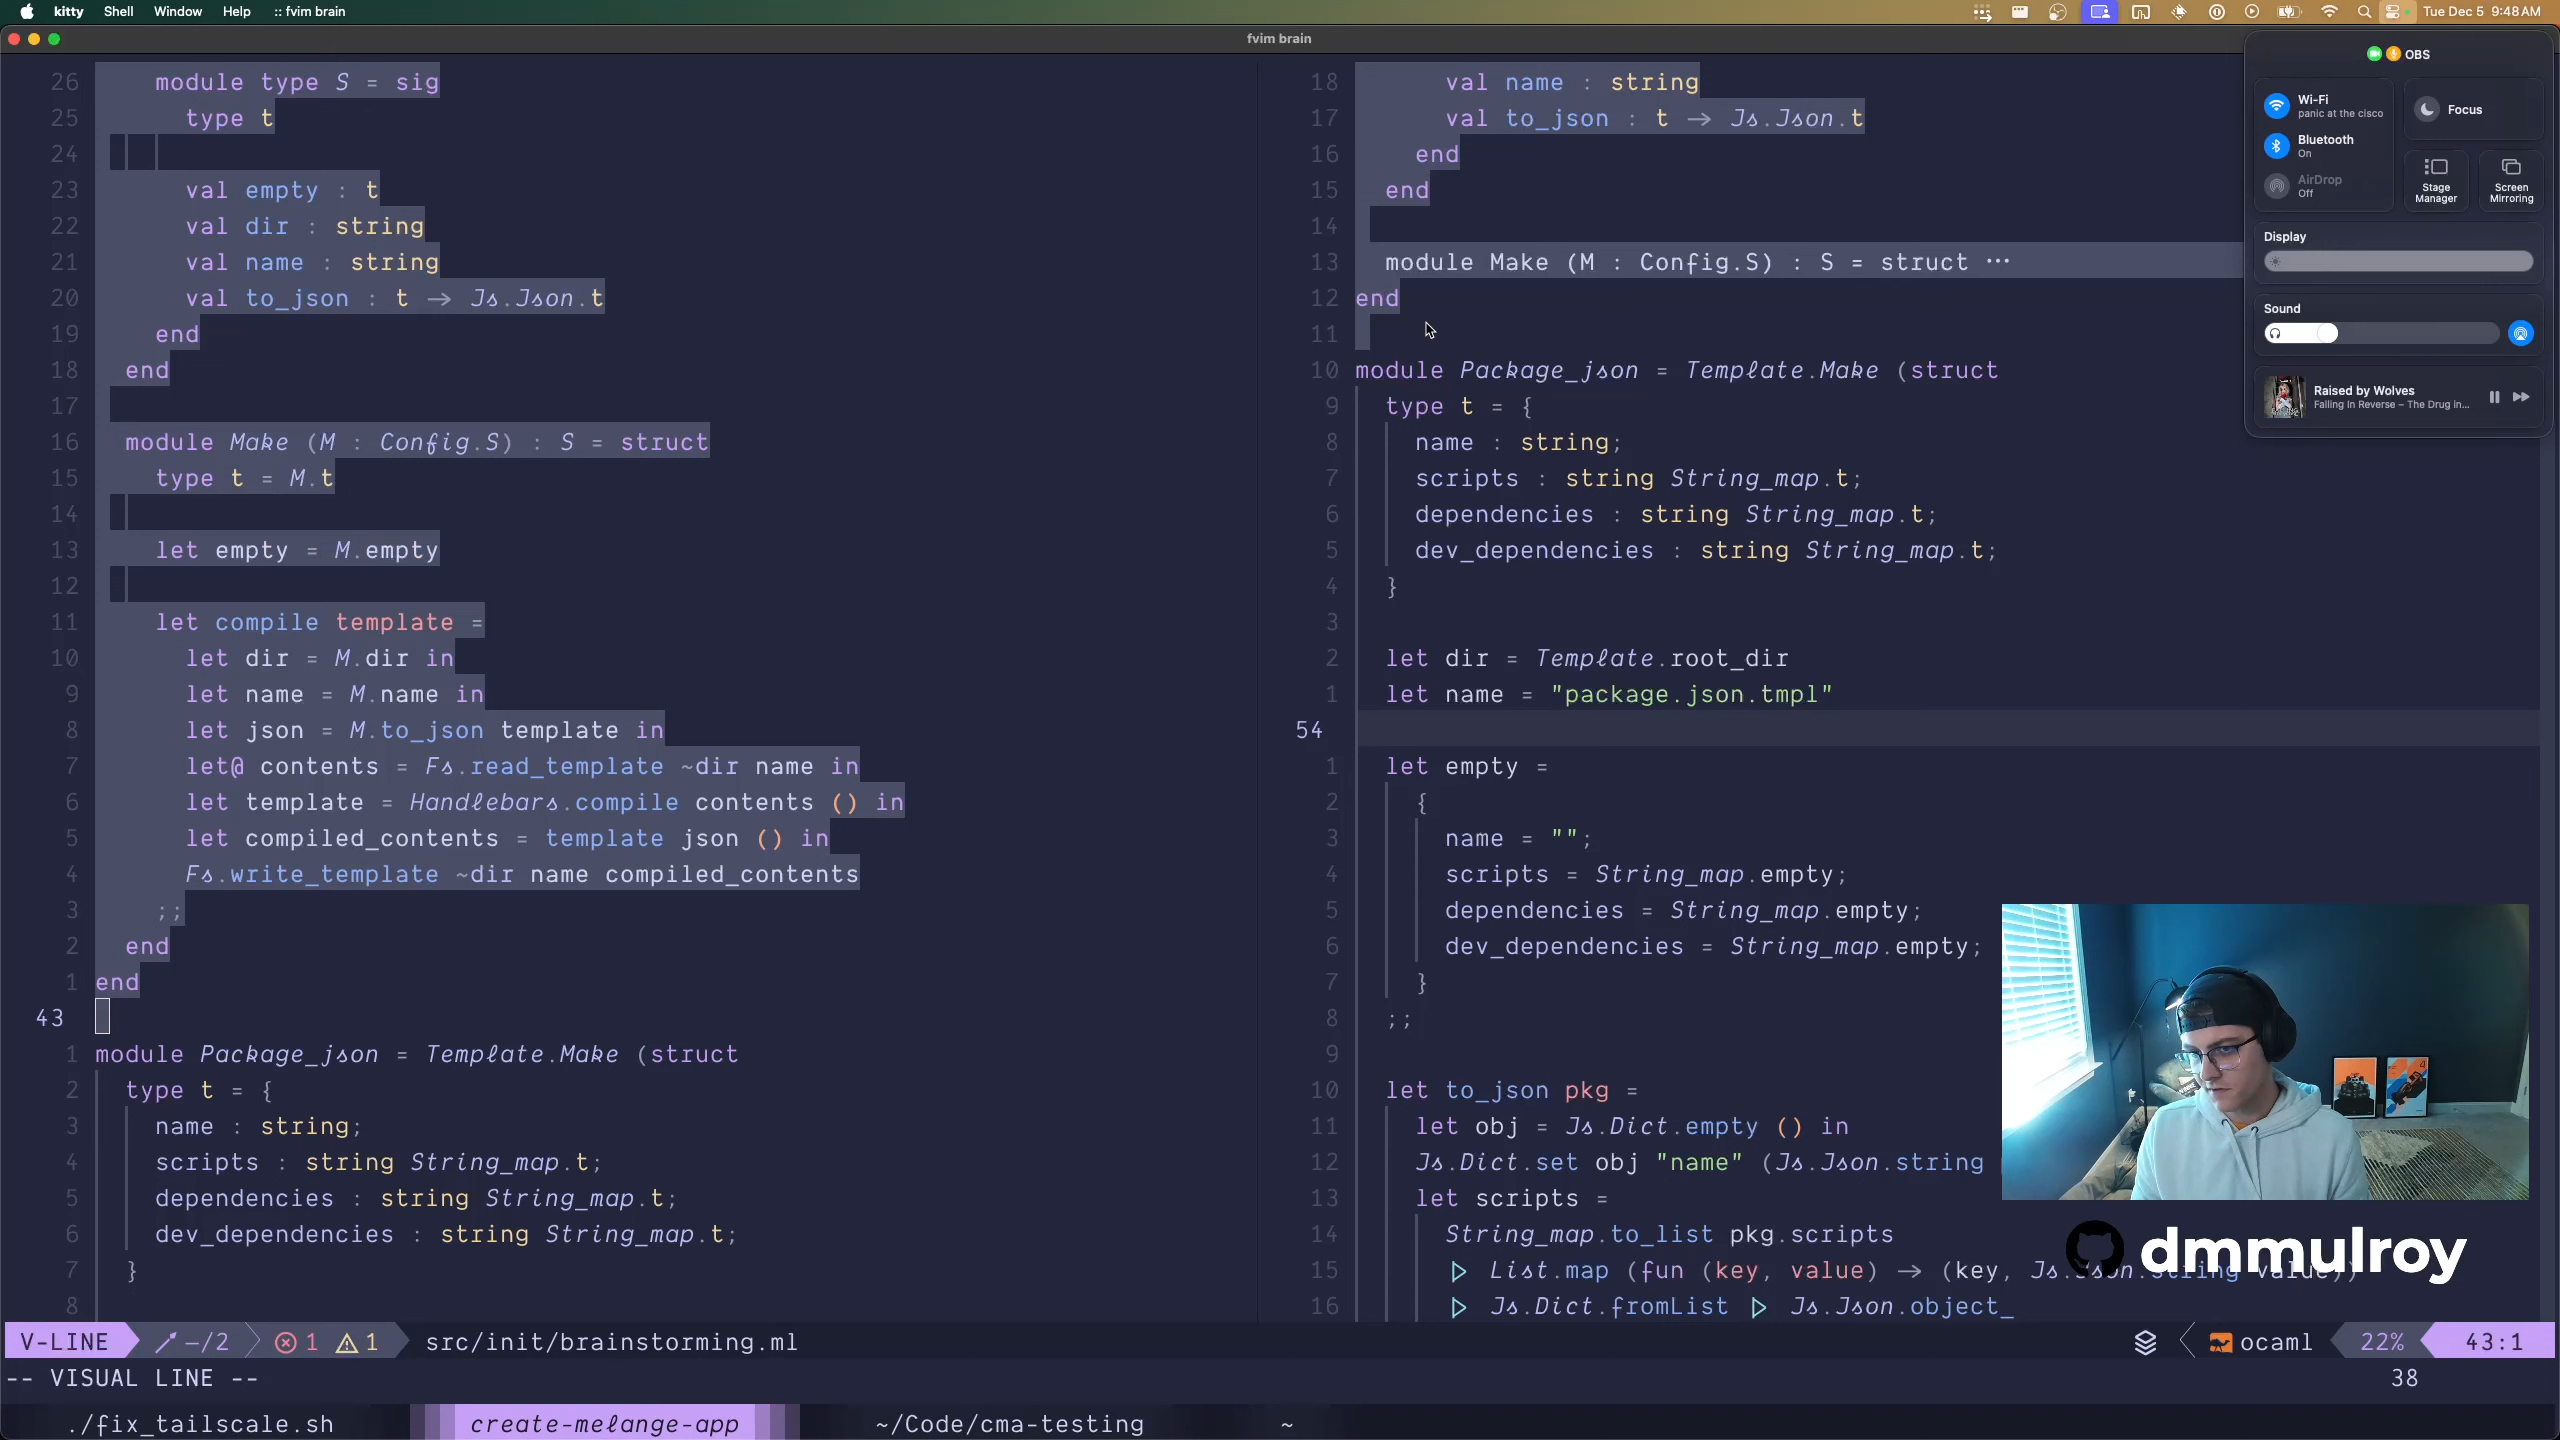 kitty Shell Window Help :: fvim brain
Tue Dec 5 9:48 AM
fvim brain
26 module type S = sig
25 type t
24
23 val empty : t
22 val dir : string
21 val name : string
20 val to_json : t → Js.Json.t
19 end
18 end
17
16 module Make (M : Config.S) : S = struct
15 type t = M.t
14
13 let empty = M.empty
12
11 let compile template =
10 let dir = M.dir in
9 let name = M.name in
8 let json = M.to_json template in
7 let@ contents = Fs.read_template ~dir name in
6 let template = Handlebars.compile contents () in
5 let compiled_contents = template json () in
4 Fs.write_template ~dir name compiled_contents
3 ;;
2 end
1 end
43
1 module Package_json = Template.Make (struct
2 type t = {
3 name : string;
4 scripts : string String_map.t;
5 dependencies : string String_map.t;
6 dev_dependencies : string String_map.t;
7 }
8
18 val name : string
17 val to_json : t → Js.Json.t
16 end
15 end
14
13 module Make (M : Config.S) : S = struct ···
12 end
11
10 module Package_json = Template.Make (struct
9 type t = {
8 name : string;
7 scripts : string String_map.t;
6 dependencies : string String_map.t;
5 dev_dependencies : string String_map.t;
4 }
3
2 let dir = Template.root_dir
1 let name = "package.json.tmpl"
54
1 let empty =
2 {
3 name = "";
4 scripts = String_map.empty;
5 dependencies = String_map.empty;
6 dev_dependencies = String_map.empty;
7 }
8 ;;
9
10 let to_json pkg =
11 let obj = Js.Dict.empty () in
12 Js.Dict.set obj "name" (Js.Json.string
13 let scripts =
14 String_map.to_list pkg.scripts
15 ▷ List.map (fun (key, value) → (key, Js.Json.string value))
16 ▷ Js.Dict.fromList ▷ Js.Json.object_
OBS
Wi-Fi
panic at the cisco
Bluetooth
On
AirDrop
Off
Focus
Stage
Manager
Screen
Mirroring
Display
Sound
Raised by Wolves
Falling In Reverse – The Drug in...
dmmulroy
V-LINE –/2 1 1 src/init/brainstorming.ml ocaml 22% 43:1
-- VISUAL LINE -- 38
./fix_tailscale.sh create-melange-app ~/Code/cma-testing ~